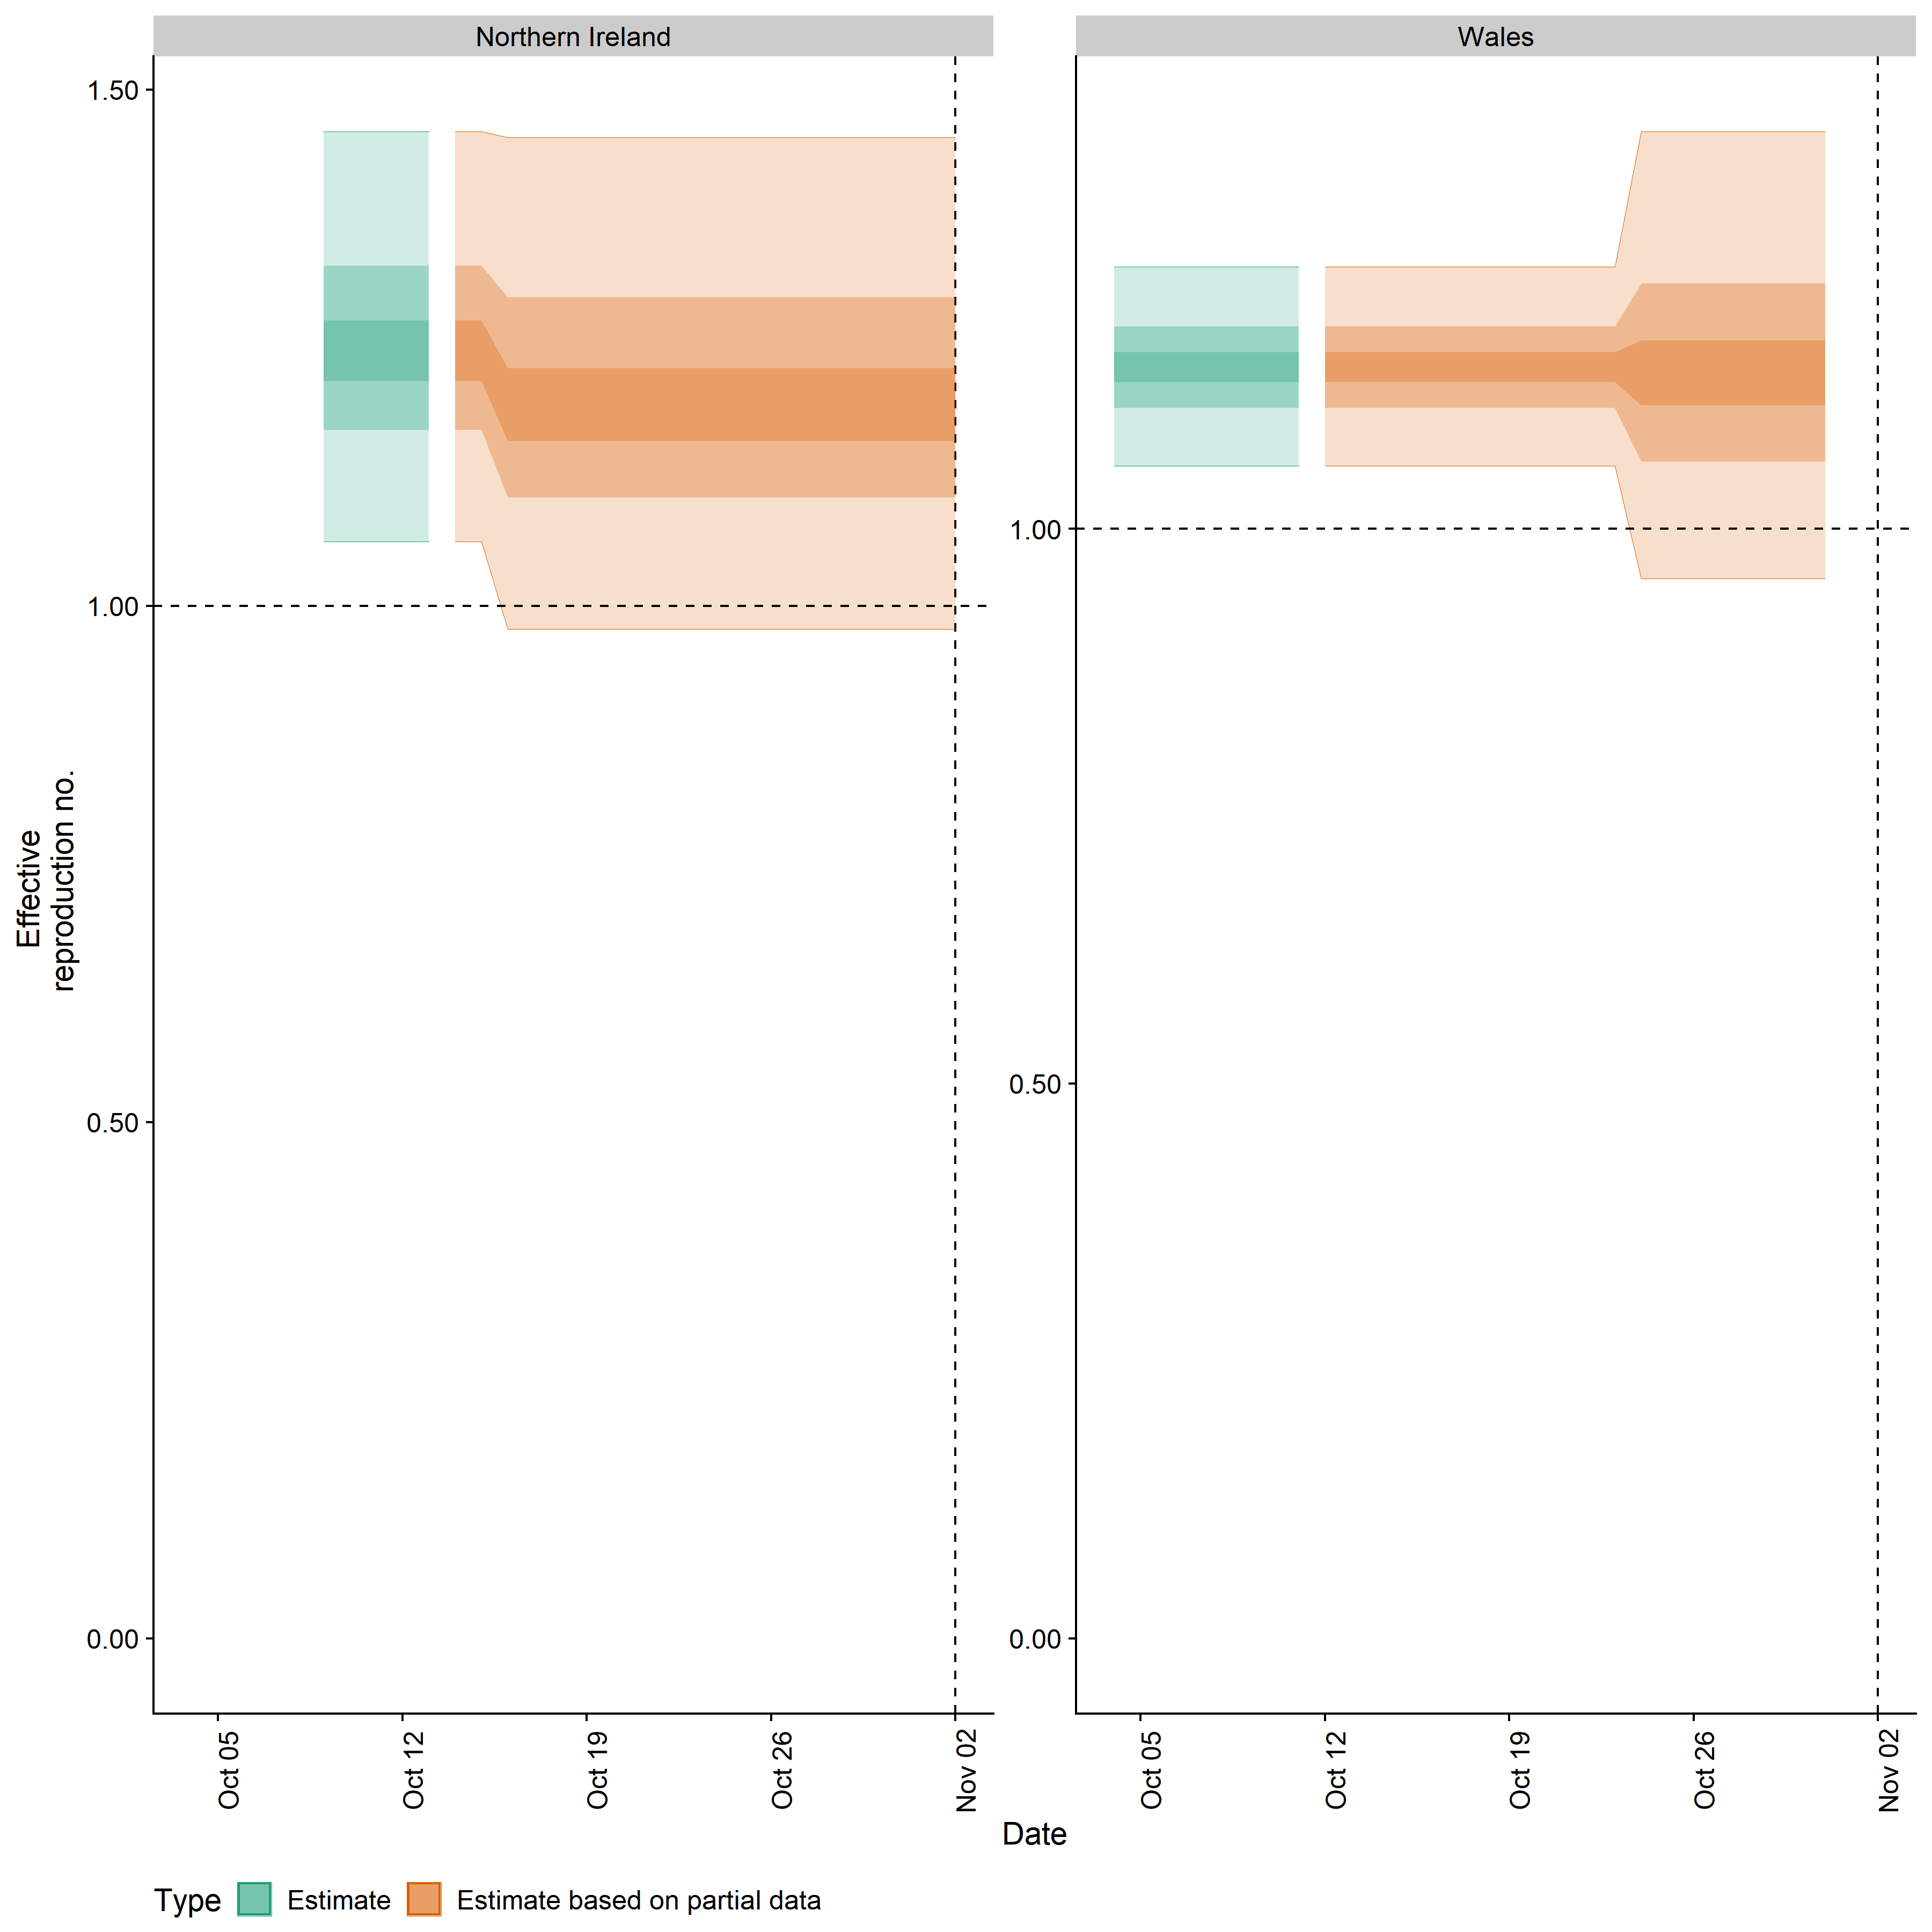 Northern Ireland
Wales
1.50
1.00
0.50
0.00
1.00
0.50
0.00
Effective
reproduction no.
Oct 05
Oct 12
Oct 19
Oct 26
Nov 02
Oct 05
Oct 12
Oct 19
Oct 26
Nov 02
Date
Type Estimate Estimate based on partial data